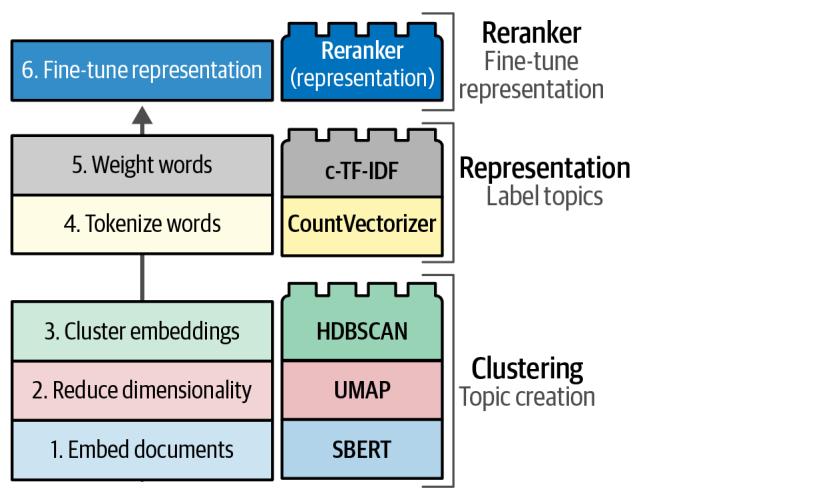 6. Fine-tune representation
Reranker
(representation)
Reranker
Fine-tune
representation
5. Weight words
c-TF-IDF
4. Tokenize words
CountVectorizer
Representation
Label topics
3. Cluster embeddings
HDBSCAN
2. Reduce dimensionality
UMAP
1. Embed documents
SBERT
Clustering
Topic creation